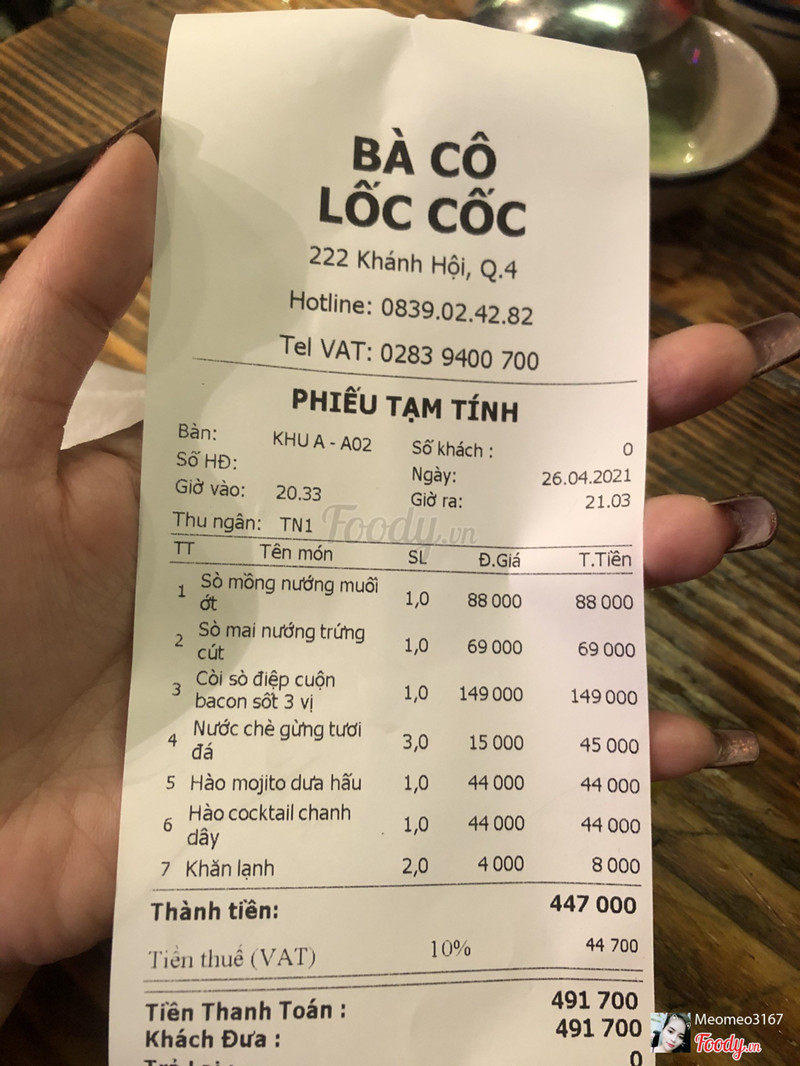 BÀ CÔ
LỐC CỐC
222 Khánh Hội, Q.4
Hotline: 0839.02.42.82
Tel VAT: 0283 9400 700
PHIẾU TẠM TÍNH
Bàn: KHU A - A02 Số khách : 0
Số HĐ: Ngày: 26.04.2021
Giờ vào: 20.33 Giờ ra: 21.03
Thu ngân: TN1
Foody.vn
TT Tên món SL Đ.Giá T.Tiền
1 Sò mồng nướng muối
ớt 1,0 88 000 88 000
2 Sò mai nướng trứng
cút 1,0 69 000 69 000
3 Còi sò điệp cuộn
bacon sốt 3 vị 1,0 149 000 149 000
4 Nước chè gừng tươi
đá 3,0 15 000 45 000
5 Hào mojito dưa hấu 1,0 44 000 44 000
6 Hào cocktail chanh
dây 1,0 44 000 44 000
7 Khăn lạnh 2,0 4 000 8 000
Thành tiền: 447 000
Tiền thuế (VAT) 10% 44 700
Tiền Thanh Toán : 491 700
Khách Đưa : 491 700
0
Meomeo3167
Foody.vn